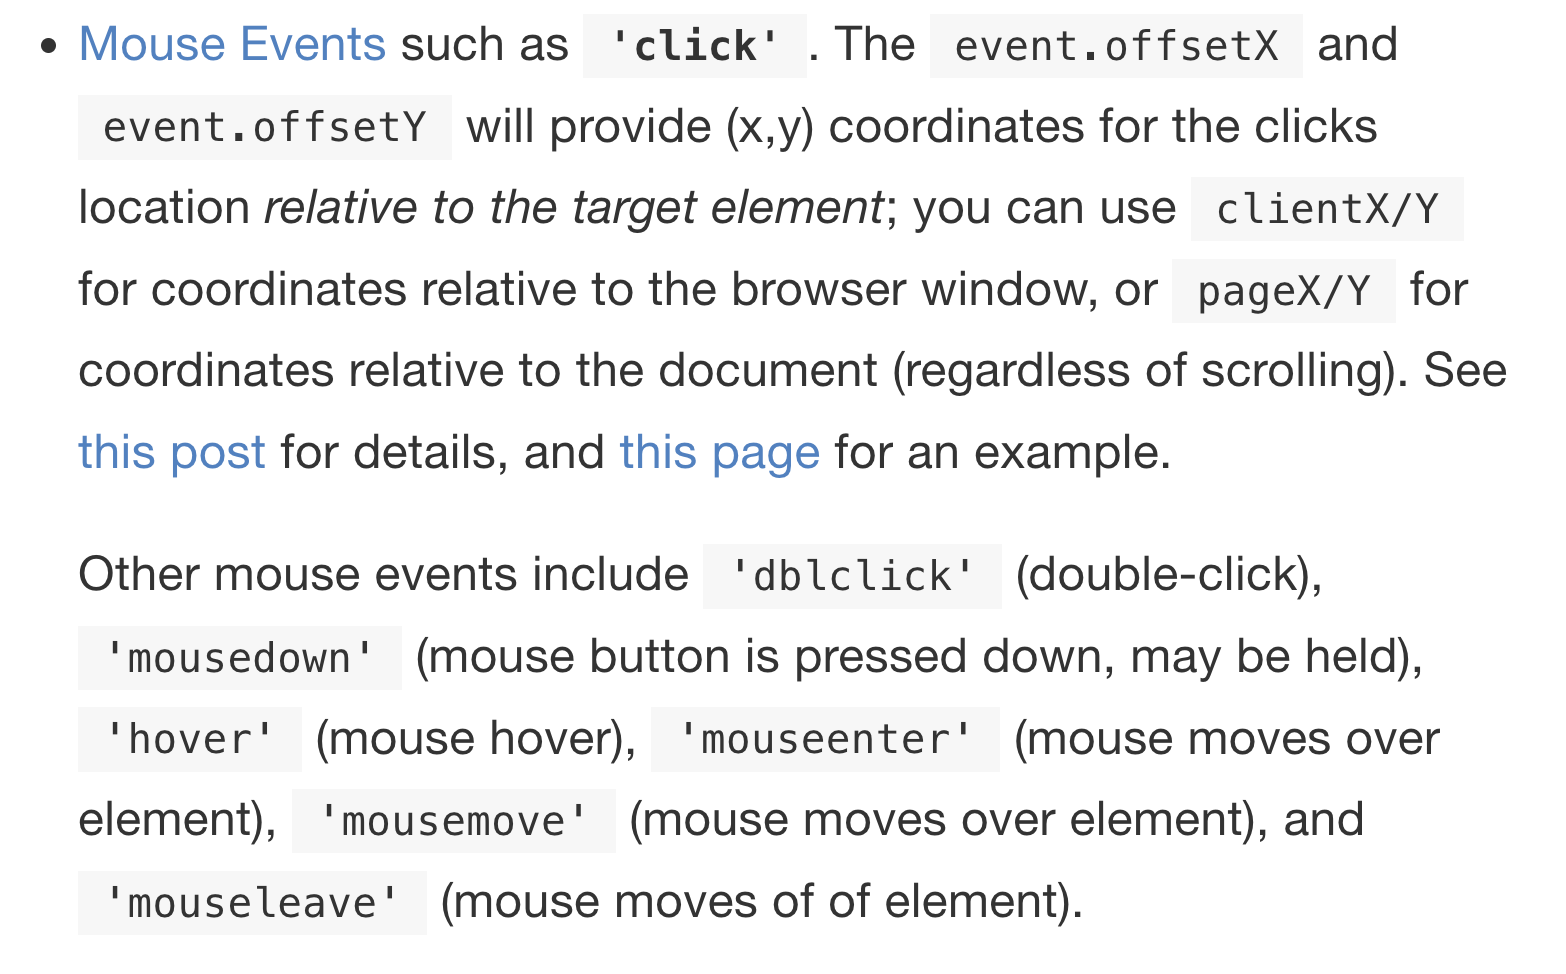 • Mouse Events such as 'click' . The event.offsetX and
event.offsetY will provide (x,y) coordinates for the clicks
location relative to the target element; you can use clientX/Y
for coordinates relative to the browser window, or pageX/Y for
coordinates relative to the document (regardless of scrolling). See
this post for details, and this page for an example.
Other mouse events include 'dblclick' (double-click),
'mousedown' (mouse button is pressed down, may be held),
'hover' (mouse hover), 'mouseenter' (mouse moves over
element), 'mousemove' (mouse moves over element), and
'mouseleave' (mouse moves of of element).